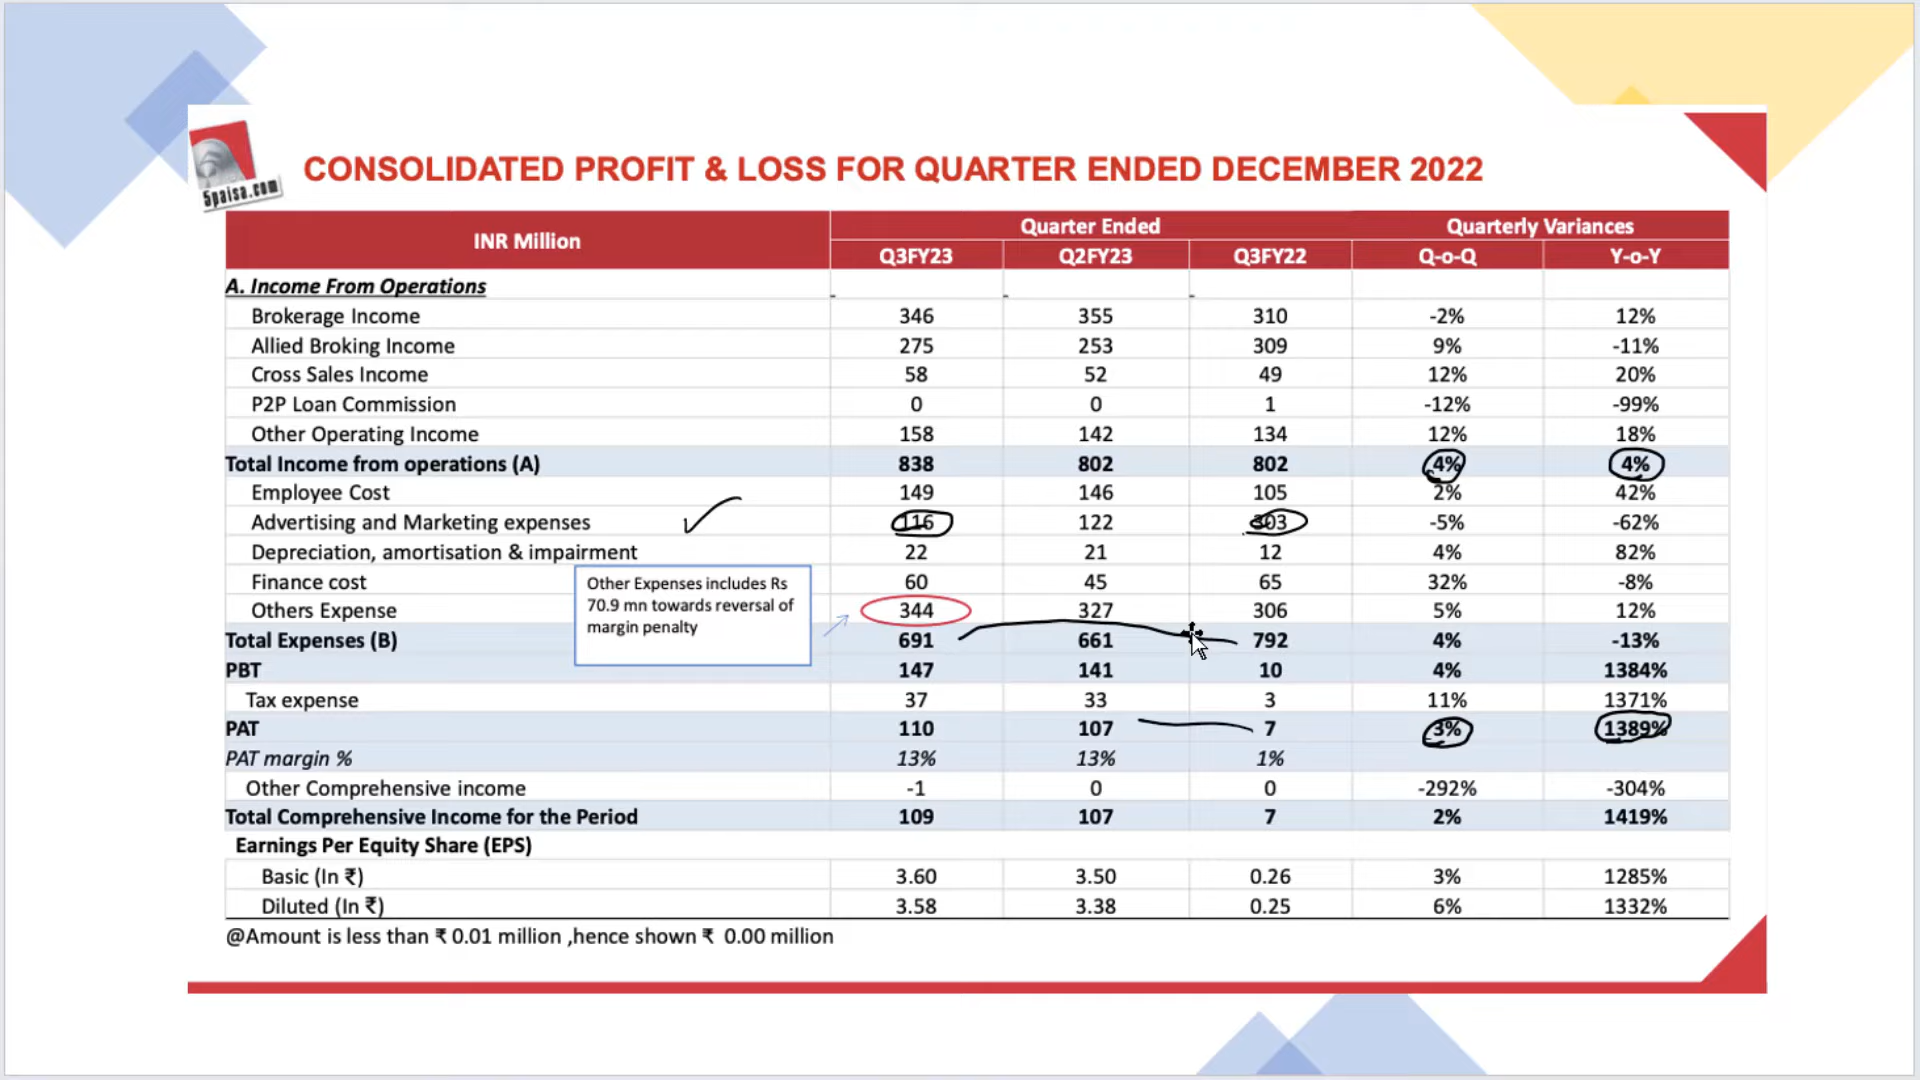 5paisa.com
CONSOLIDATED PROFIT & LOSS FOR QUARTER ENDED DECEMBER 2022
INR Million Quarter Ended Quarterly Variances
Q3FY23 Q2FY23 Q3FY22 Q-o-Q Y-o-Y
A. Income From Operations - - -
Brokerage Income 346 355 310 -2% 12%
Allied Broking Income 275 253 309 9% -11%
Cross Sales Income 58 52 49 12% 20%
P2P Loan Commission 0 0 1 -12% -99%
Other Operating Income 158 142 134 12% 18%
Total Income from operations (A) 838 802 802 4% 4%
Employee Cost 149 146 105 2% 42%
Advertising and Marketing expenses 116 122 303 -5% -62%
Depreciation, amortisation & impairment 22 21 12 4% 82%
Finance cost 60 45 65 32% -8%
Others Expense 344 327 306 5% 12%
Other Expenses includes Rs
70.9 mn towards reversal of
margin penalty
Total Expenses (B) 691 661 792 4% -13%
PBT 147 141 10 4% 1384%
Tax expense 37 33 3 11% 1371%
PAT 110 107 7 3% 1389%
PAT margin % 13% 13% 1%
Other Comprehensive income -1 0 0 -292% -304%
Total Comprehensive Income for the Period 109 107 7 2% 1419%
Earnings Per Equity Share (EPS)
Basic (In ₹) 3.60 3.50 0.26 3% 1285%
Diluted (In ₹) 3.58 3.38 0.25 6% 1332%
@Amount is less than ₹ 0.01 million ,hence shown ₹ 0.00 million